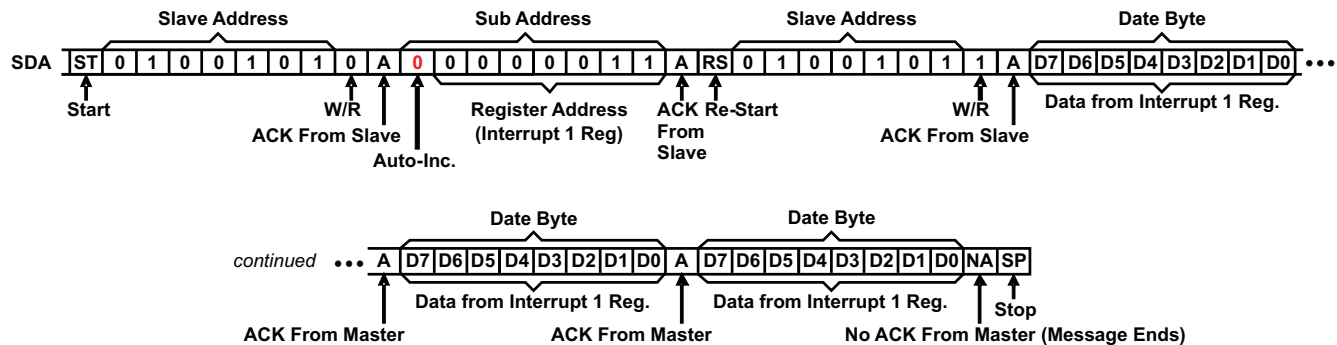 Slave Address Sub Address Slave Address Date Byte
SDA ST 0 1 0 0 1 0 1 0 A 0 0 0 0 0 0 1 1 A RS 0 1 0 0 1 0 1 1 A D7 D6 D5 D4 D3 D2 D1 D0 •••
Start
W/R
ACK From Slave
Auto-Inc.
Register Address
(Interrupt 1 Reg)
ACK
From
Slave
Re-Start
W/R
ACK From Slave
Data from Interrupt 1 Reg.
Date Byte Date Byte
continued ••• A D7 D6 D5 D4 D3 D2 D1 D0 A D7 D6 D5 D4 D3 D2 D1 D0 NA SP
Data from Interrupt 1 Reg. Data from Interrupt 1 Reg. Stop
ACK From Master ACK From Master No ACK From Master (Message Ends)